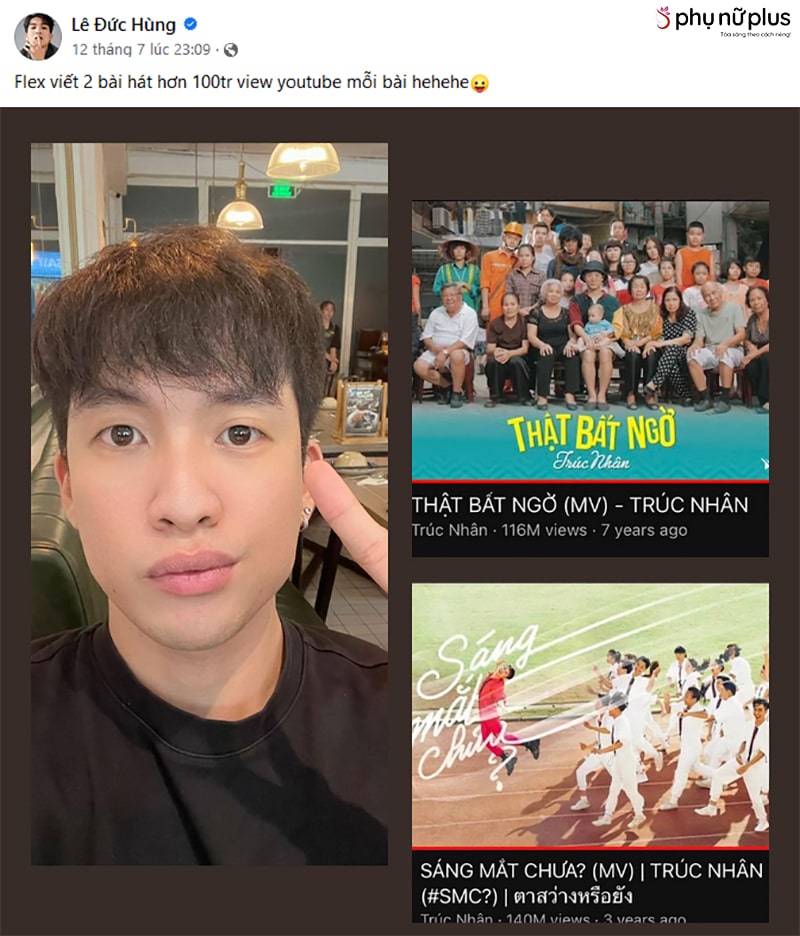 Lê Đức Hùng
12 tháng 7 lúc 23:09 ·
phụ nữ plus
Tỏa sáng theo cách riêng!
Flex viết 2 bài hát hơn 100tr view youtube mỗi bài hehehe😛
EXIT
THẬT BẤT NGỜ
Trúc Nhân
THẬT BẤT NGỜ (MV) - TRÚC NHÂN
Trúc Nhân · 116M views · 7 years ago
Sáng
mắt
chưa?
SÁNG MẮT CHƯA? (MV) | TRÚC NHÂN
(#SMC?) | ตาสว่างหรือยัง
Trúc Nhân · 140M views · 3 years ago